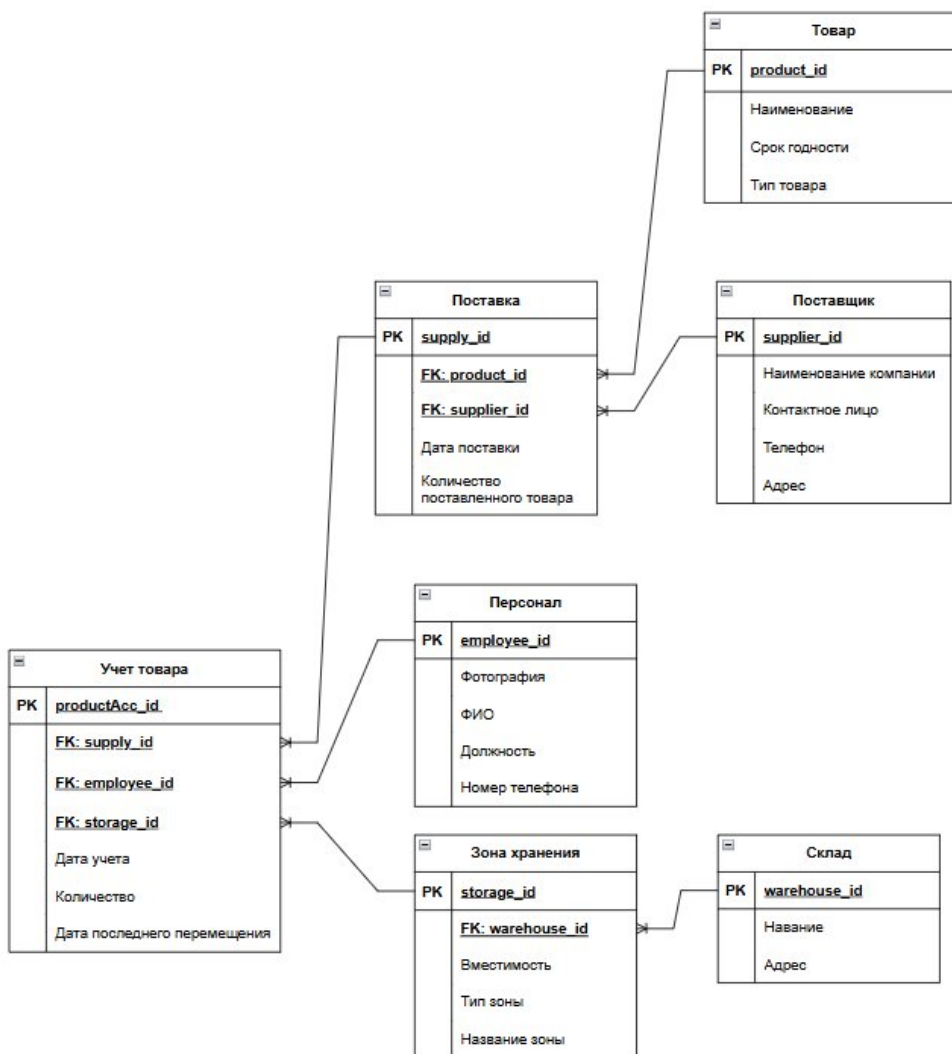 Товар
PK product_id
Наименование
Срок годности
Тип товара
Поставка
PK supply_id
FK: product_id
FK: supplier_id
Дата поставки
Количество
поставленного товара
Поставщик
PK supplier_id
Наименование компании
Контактное лицо
Телефон
Адрес
Персонал
PK employee_id
Фотография
ФИО
Должность
Номер телефона
Учет товара
PK productAcc_id
FK: supply_id
FK: employee_id
FK: storage_id
Дата учета
Количество
Дата последнего перемещения
Зона хранения
PK storage_id
FK: warehouse_id
Вместимость
Тип зоны
Название зоны
Склад
PK warehouse_id
Навание
Адрес